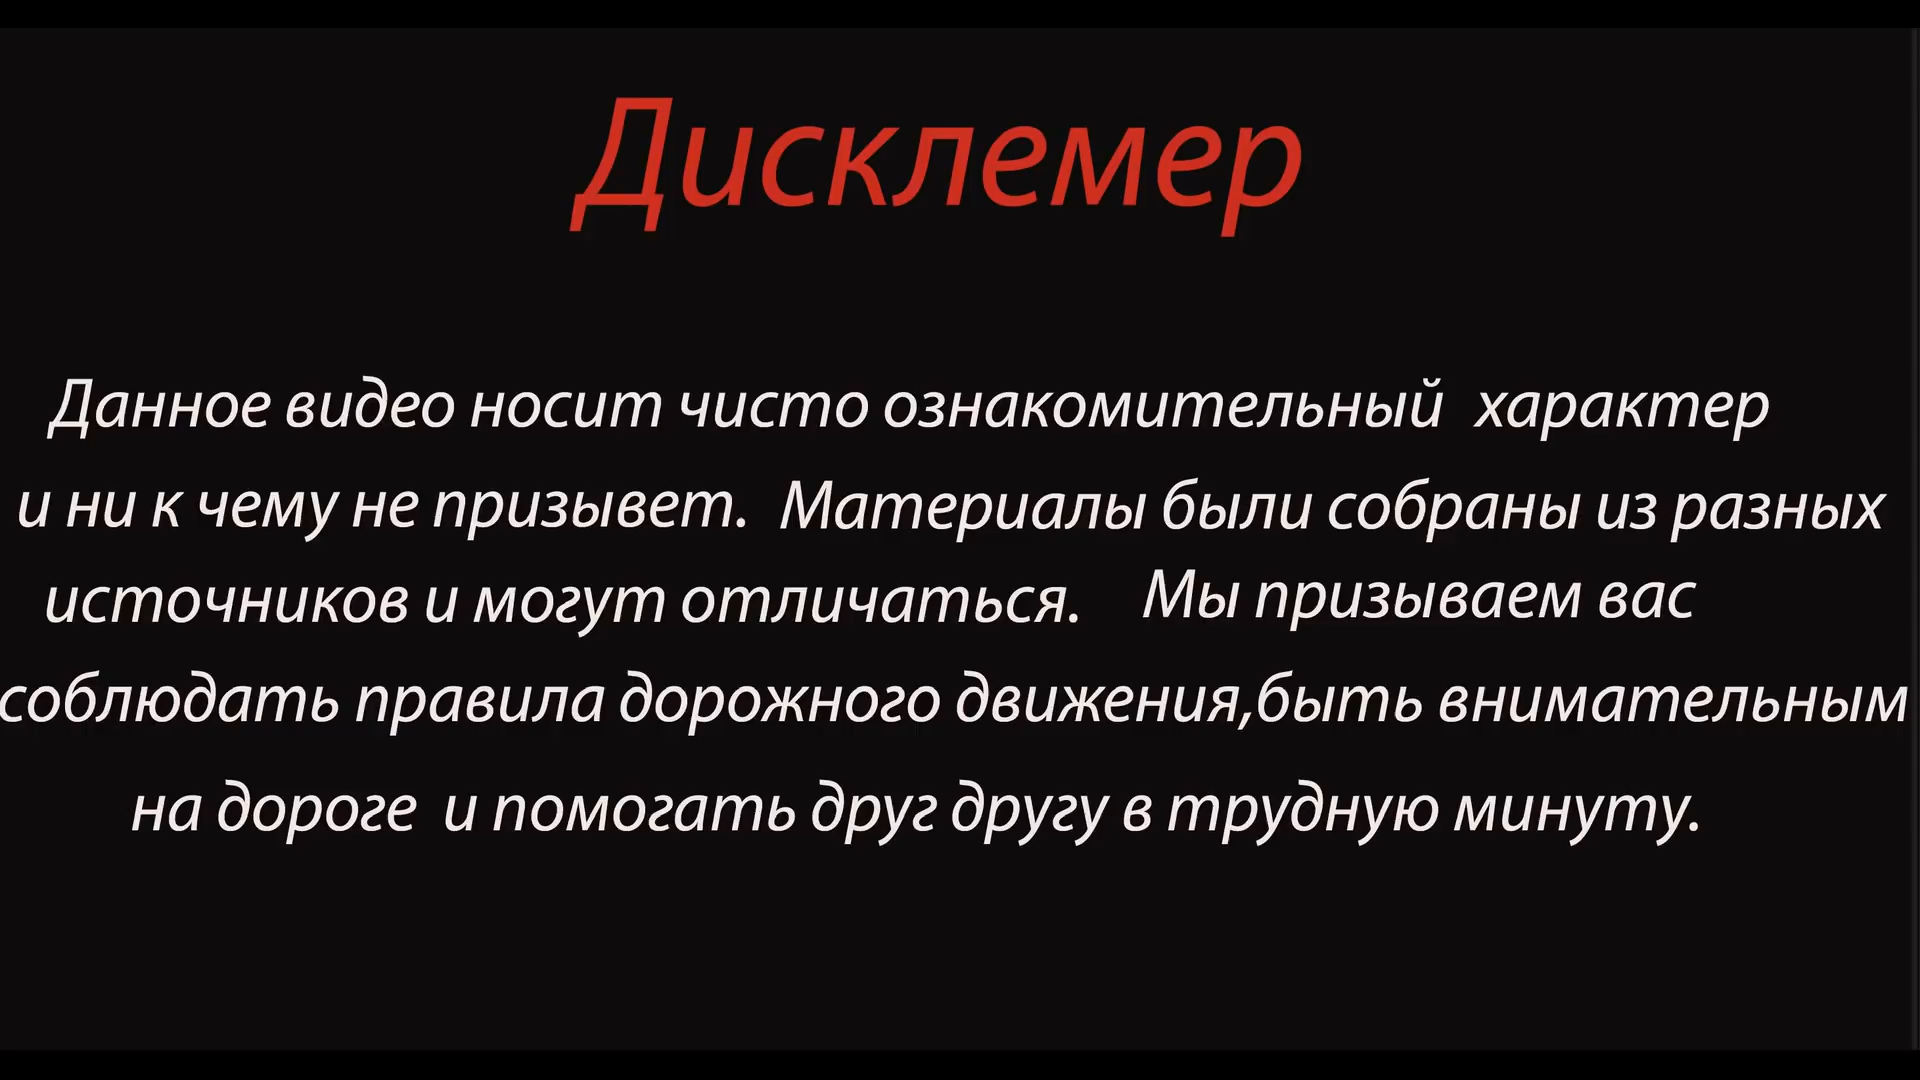 Дисклемер
Данное видео носит чисто ознакомительный характер
и ни к чему не призывет. Материалы были собраны из разных
источников и могут отличаться. Мы призываем вас
соблюдать правила дорожного движения,быть внимательным
на дороге и помогать друг другу в трудную минуту.